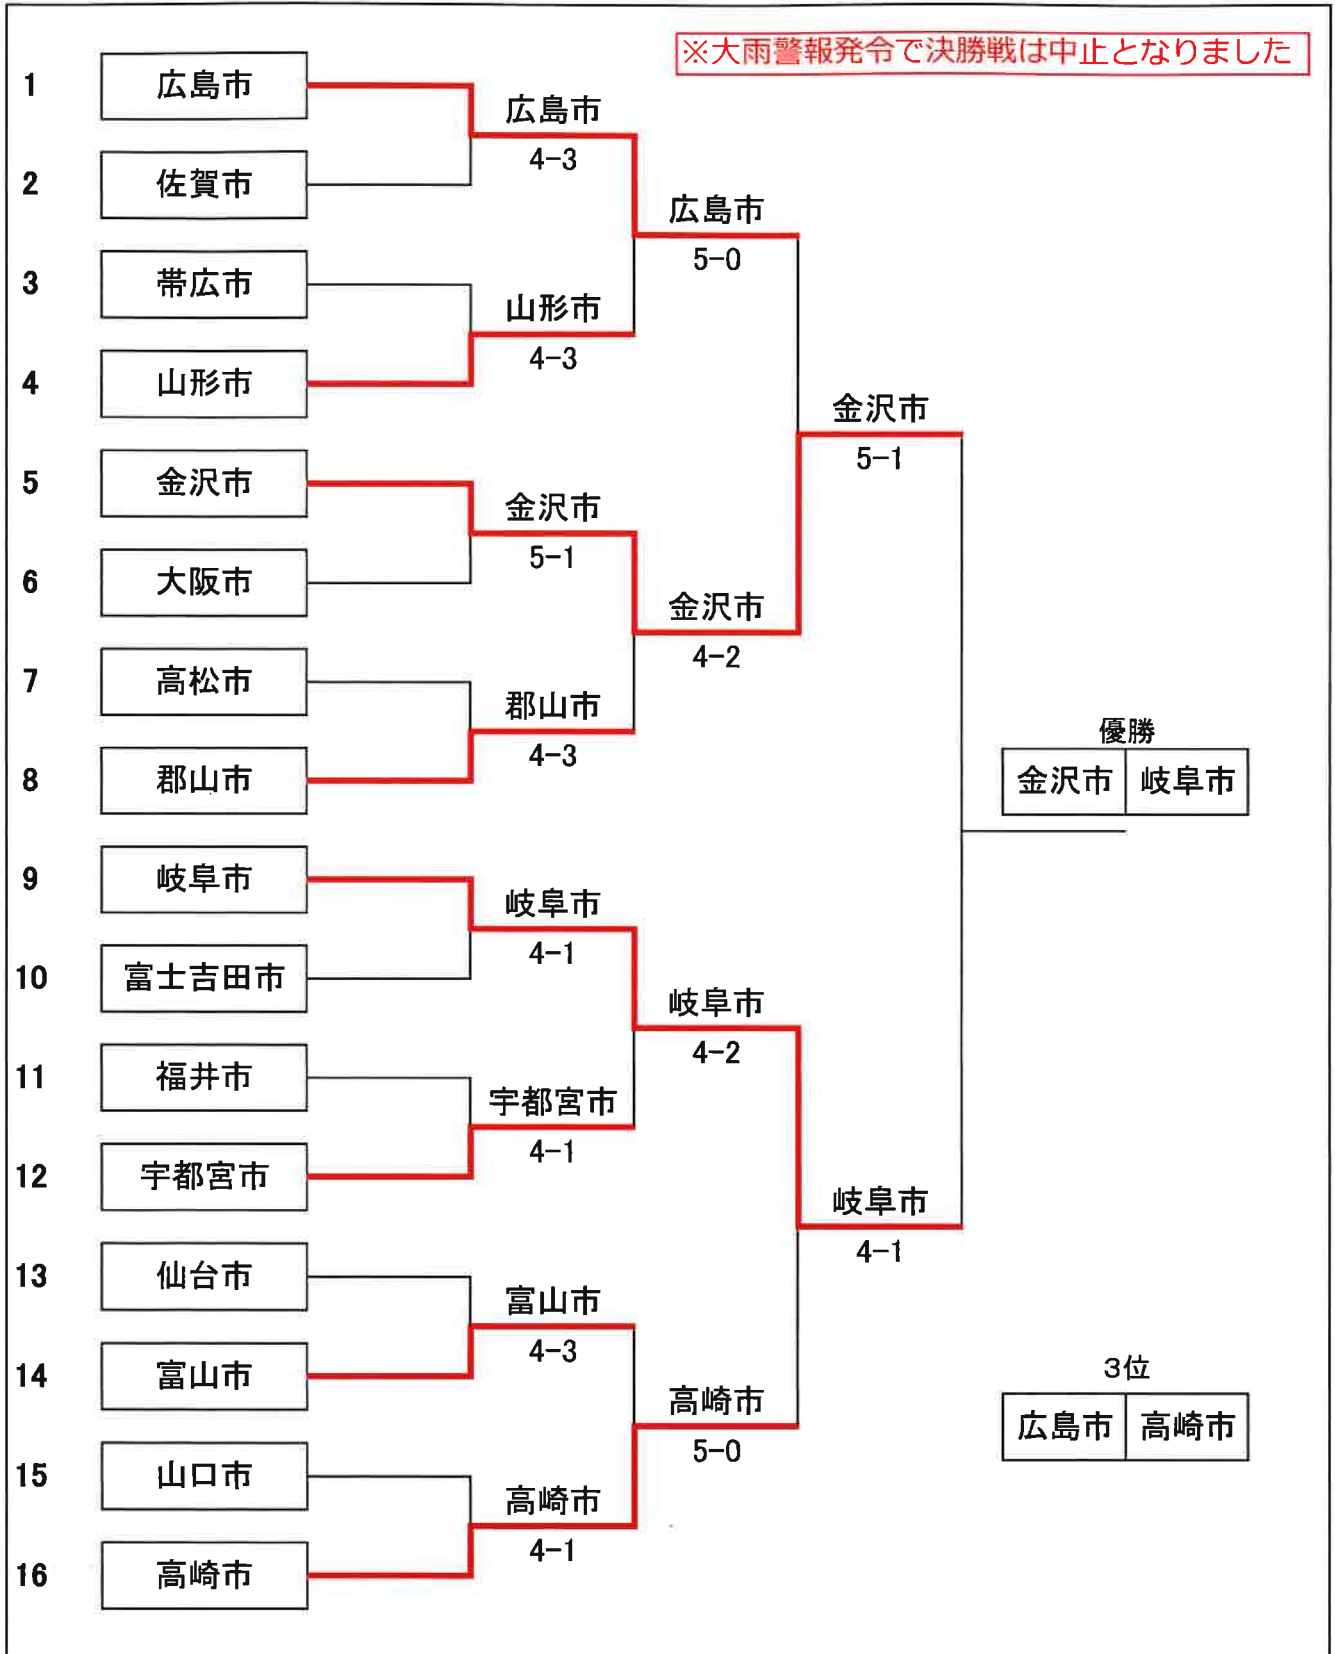 ※大雨警報発令で決勝戦は中止となりました
1 広島市
2 佐賀市
3 帯広市
4 山形市
5 金沢市
6 大阪市
7 高松市
8 郡山市
9 岐阜市
10 富士吉田市
11 福井市
12 宇都宮市
13 仙台市
14 富山市
15 山口市
16 高崎市
広島市
4-3
山形市
4-3
金沢市
5-1
郡山市
4-3
岐阜市
4-1
宇都宮市
4-1
富山市
4-3
高崎市
4-1
広島市
5-0
金沢市
4-2
岐阜市
4-2
高崎市
5-0
金沢市
5-1
岐阜市
4-1
優勝
金沢市 岐阜市
3位
広島市 高崎市